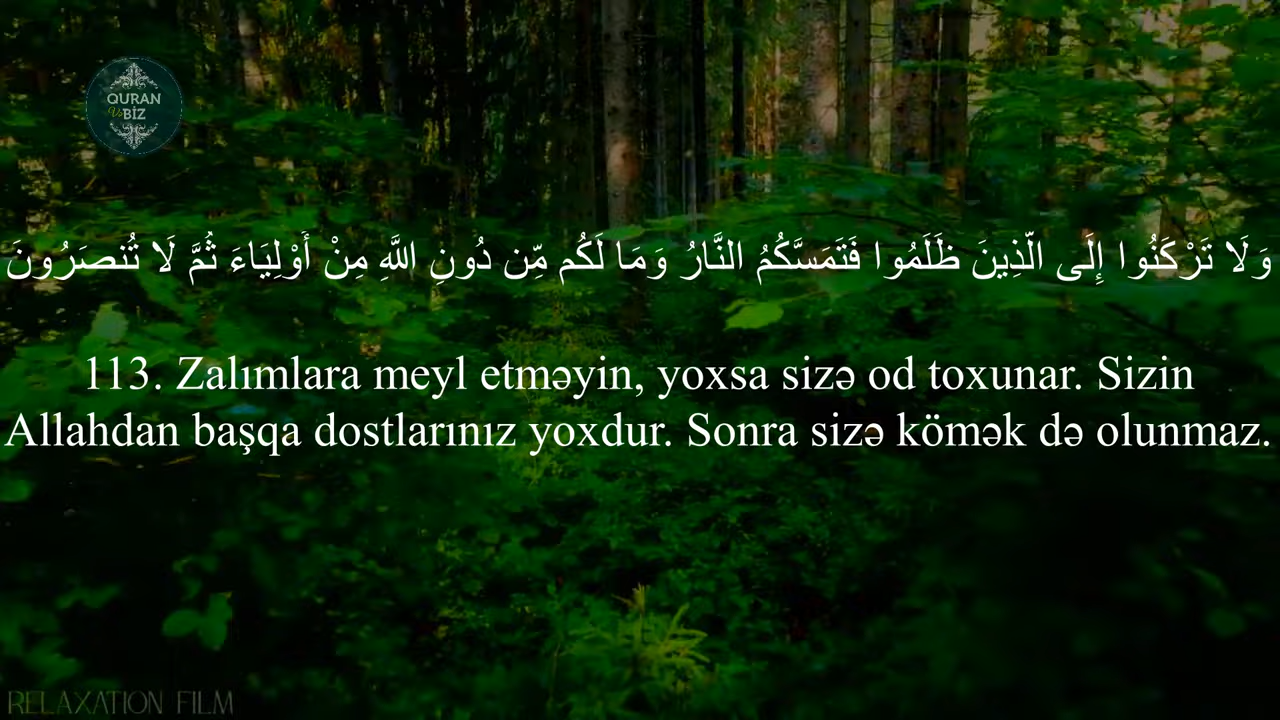 QURAN
Və BİZ
وَلَا تَرْكَنُوا إِلَى الَّذِينَ ظَلَمُوا فَتَمَسَّكُمُ النَّارُ وَمَا لَكُم مِّن دُونِ اللَّهِ مِنْ أَوْلِيَاءَ ثُمَّ لَا تُنصَرُونَ
113. Zalımlara meyl etməyin, yoxsa sizə od toxunar. Sizin
Allahdan başqa dostlarınız yoxdur. Sonra sizə kömək də olunmaz.
RELAXATION FILM